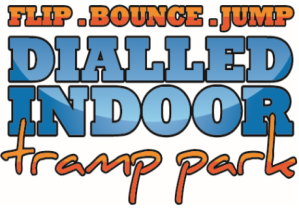 FLIP . BOUNCE . JUMP
DIALLED
INDOOR
tramp park